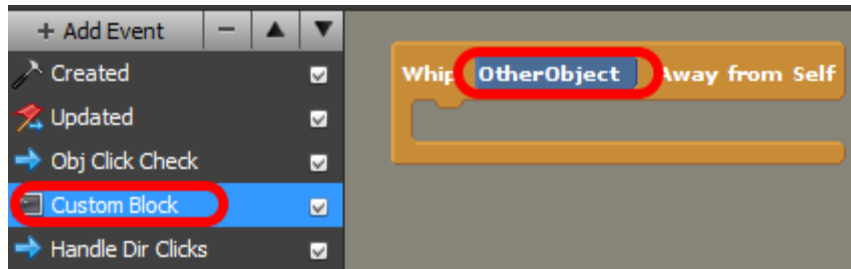 + Add Event
Created
Updated
Obj Click Check
Custom Block
Handle Dir Clicks
Whip OtherObject Away from Self